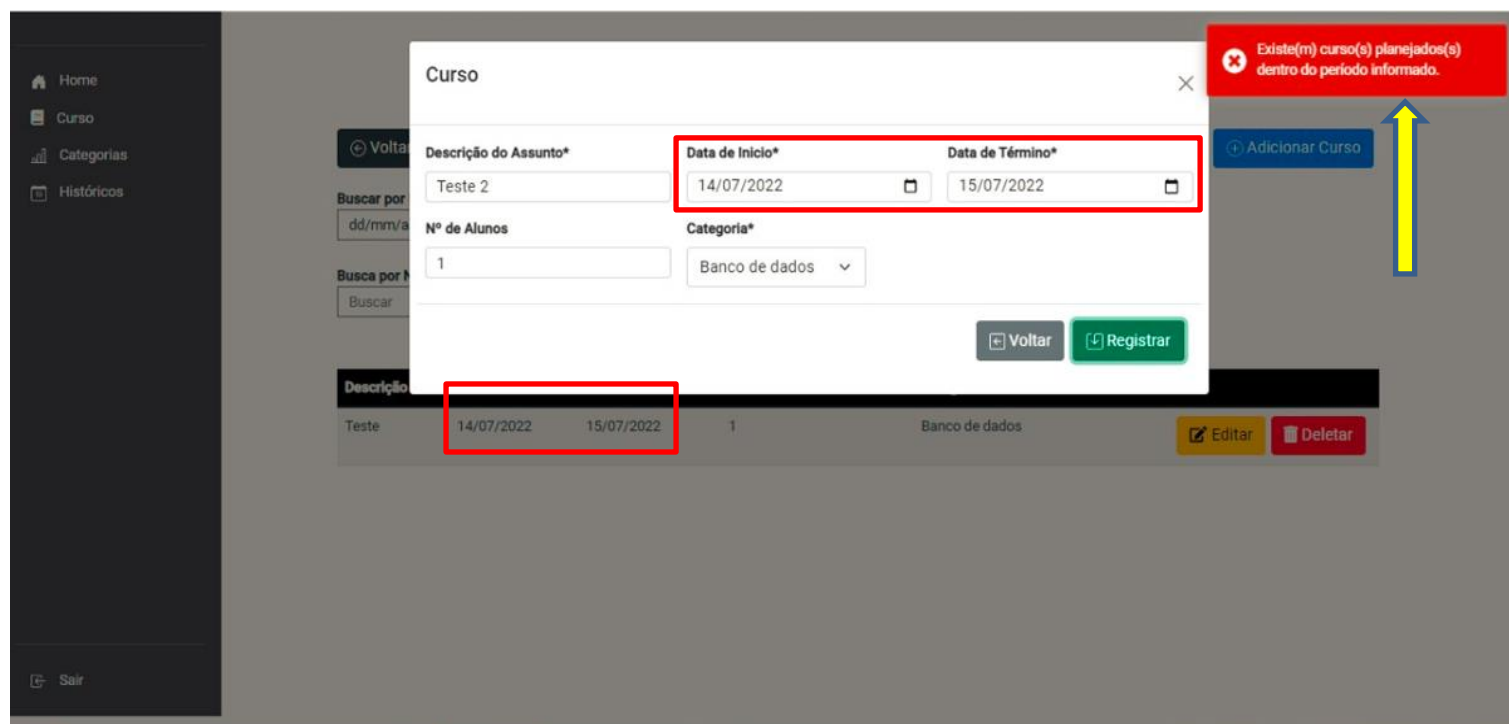 Existe(m) curso(s) planejados(s)
dentro do período informado.
Home
Curso
Categorias
Históricos
Sair
Curso
Descrição do Assunto*
Data de Inicio*
Data de Término*
Teste 2
14/07/2022
15/07/2022
Nº de Alunos
Categoria*
1
Banco de dados
Voltar
Registrar
Adicionar Curso
Buscar por
dd/mm/a
Busca por
Buscar
Descrição
Teste
14/07/2022
15/07/2022
1
Banco de dados
Editar
Deletar